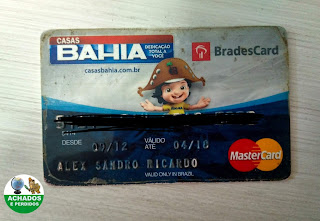 CASAS
BAHIA
DEDICAÇÃO
TOTAL A
VOCÊ
casasbahia.com.br
BradesCard
DESDE 09/12 VÁLIDO ATÉ 04/18
ALEX SANDRO RICARDO
VALID ONLY IN BRAZIL
MasterCard
ACHADOS
E PERDIDOS